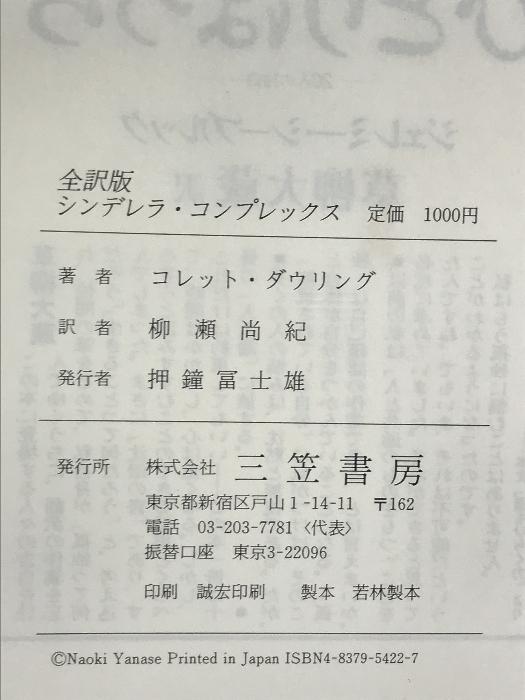 全訳版
シンデレラ・コンプレックス 定価 1000円
著者 コレット・ダウリング
訳者 柳瀬尚紀
発行者 押鐘冨士雄
発行所 株式会社 三笠書房
東京都新宿区戸山1-14-11 〒162
電話 03-203-7781〈代表〉
振替口座 東京3-22096
印刷 誠宏印刷 製本 若林製本
©Naoki Yanase Printed in Japan ISBN4-8379-5422-7